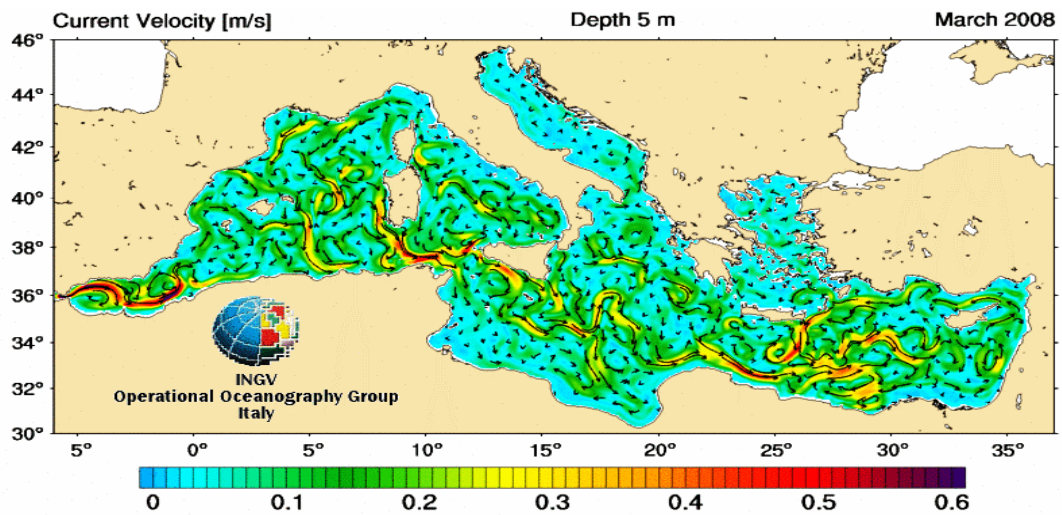 Current Velocity [m/s] Depth 5 m March 2008
46°
44°
42°
40°
38°
36°
34°
32°
30°
INGV
Operational Oceanography Group
Italy
5° 0° 5° 10° 15° 20° 25° 30° 35°
0 0.1 0.2 0.3 0.4 0.5 0.6